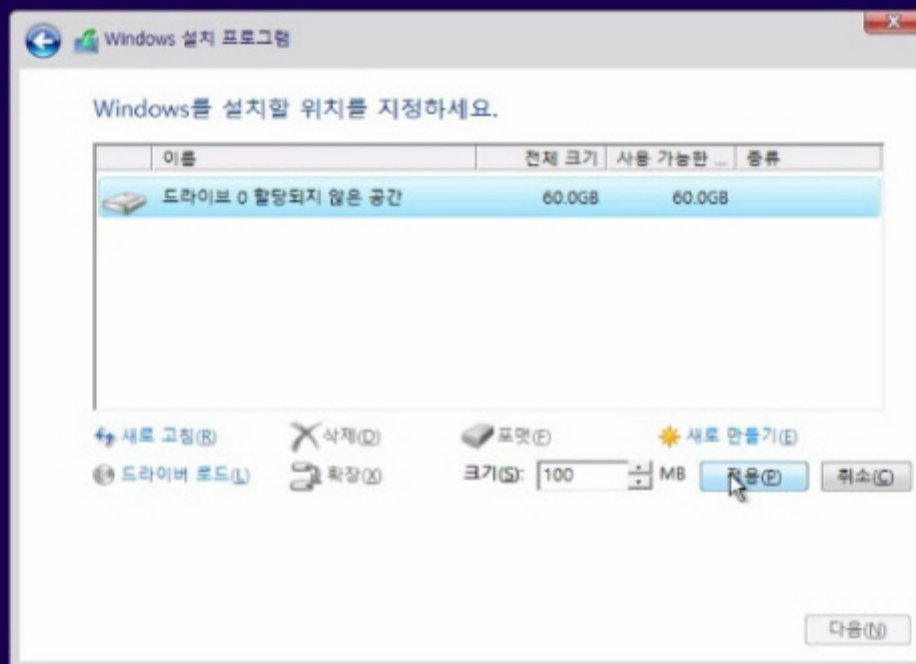 Windows 설치 프로그램
Windows를 설치할 위치를 지정하세요.
이름 전체 크기 사용 가능한 ... 종류
드라이브 0 할당되지 않은 공간 60.0GB 60.0GB
새로 고침(R) 삭제(D) 포맷(F) 새로 만들기(E)
드라이버 로드(L) 확장(X) 크기(S): 100 MB 적용(P) 취소(C)
다음(N)